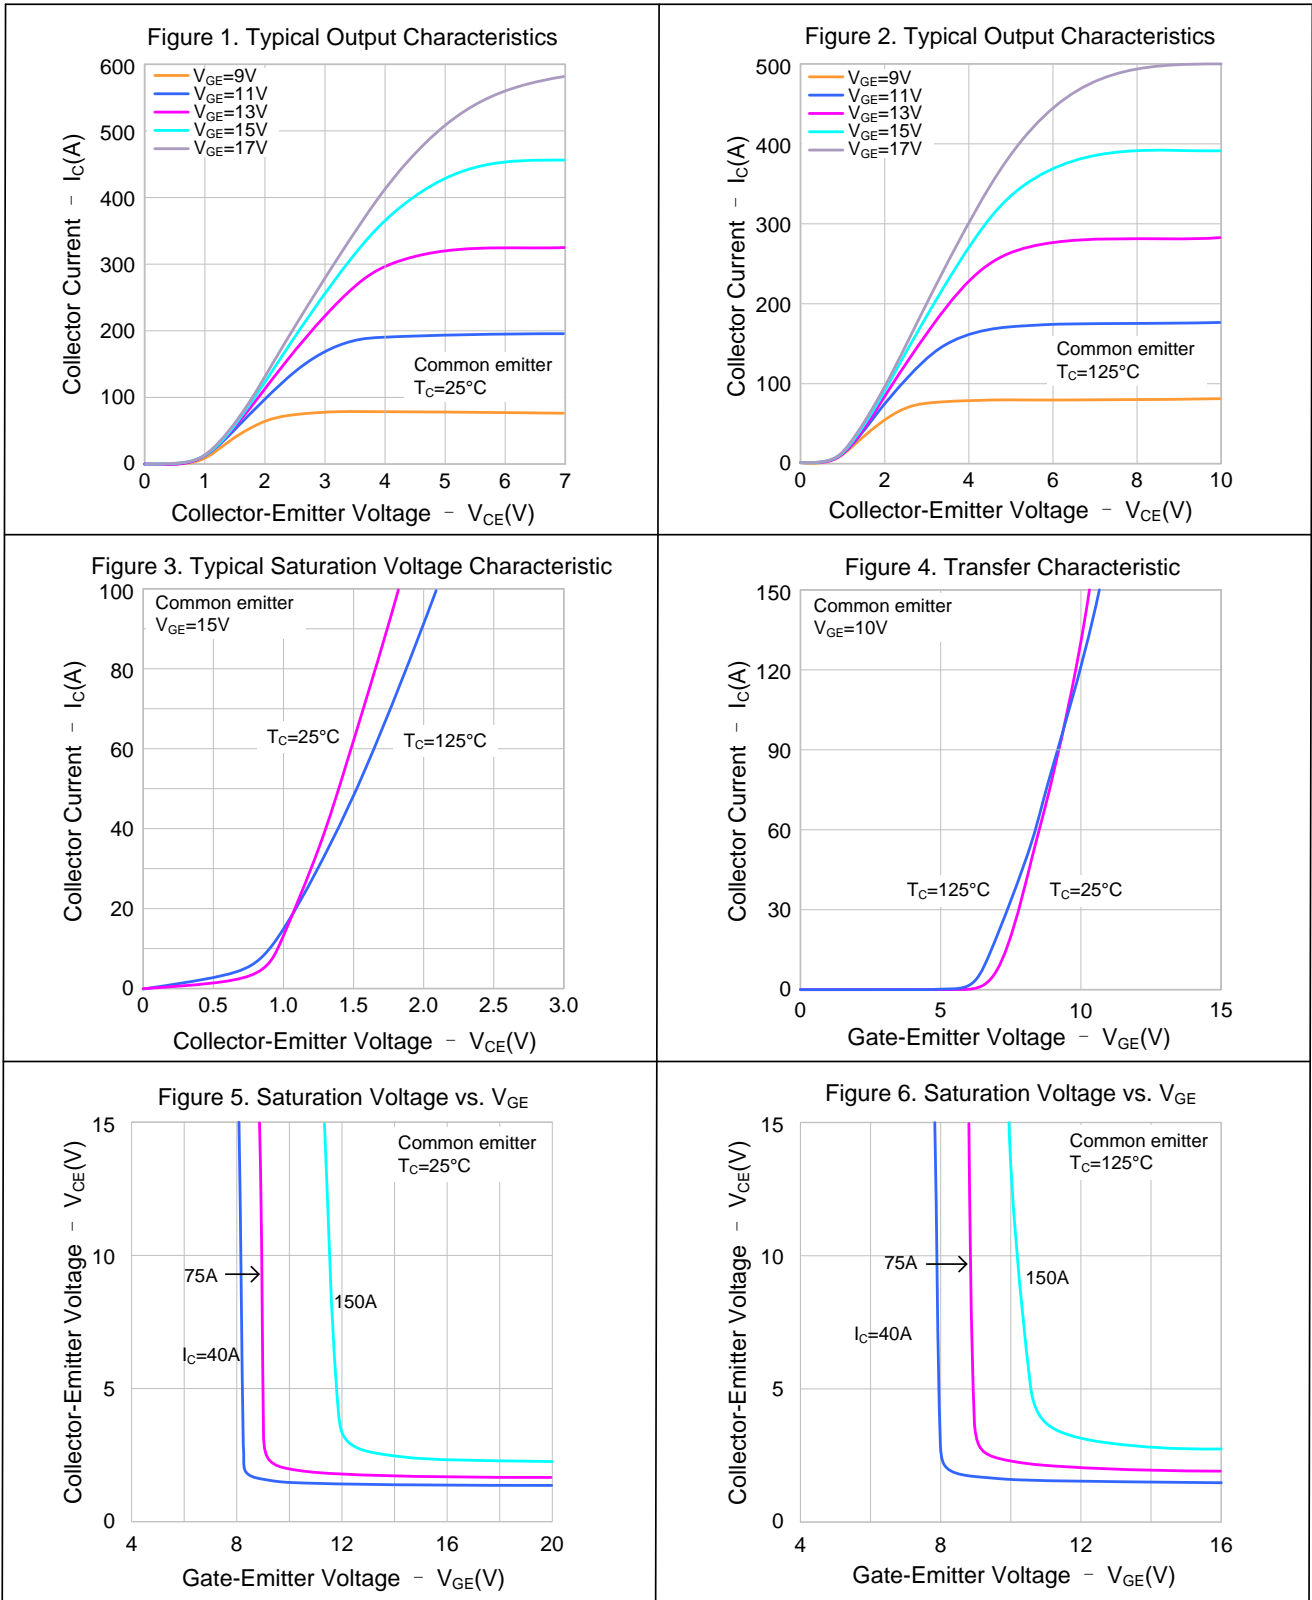 Figure 1. Typical Output Characteristics
Collector Current － IC(A)
600
500
400
300
200
100
0
VGE=9V
VGE=11V
VGE=13V
VGE=15V
VGE=17V
Common emitter
TC=25°C
0 1 2 3 4 5 6 7
Collector-Emitter Voltage － VCE(V)
Figure 2. Typical Output Characteristics
Collector Current － IC(A)
500
400
300
200
100
0
VGE=9V
VGE=11V
VGE=13V
VGE=15V
VGE=17V
Common emitter
TC=125°C
0 2 4 6 8 10
Collector-Emitter Voltage － VCE(V)
Figure 3. Typical Saturation Voltage Characteristic
Collector Current － IC(A)
100
80
60
40
20
0
Common emitter
VGE=15V
TC=25°C
TC=125°C
0 0.5 1.0 1.5 2.0 2.5 3.0
Collector-Emitter Voltage － VCE(V)
Figure 4. Transfer Characteristic
Collector Current － IC(A)
150
120
90
60
30
0
Common emitter
VGE=10V
TC=125°C
TC=25°C
0 5 10 15
Gate-Emitter Voltage － VGE(V)
Figure 5. Saturation Voltage vs. VGE
Collector-Emitter Voltage － VCE(V)
15
10
5
0
Common emitter
TC=25°C
75A
150A
IC=40A
4 8 12 16 20
Gate-Emitter Voltage － VGE(V)
Figure 6. Saturation Voltage vs. VGE
Collector-Emitter Voltage － VCE(V)
15
10
5
0
Common emitter
TC=125°C
75A
150A
IC=40A
4 8 10 12 16
Gate-Emitter Voltage － VGE(V)